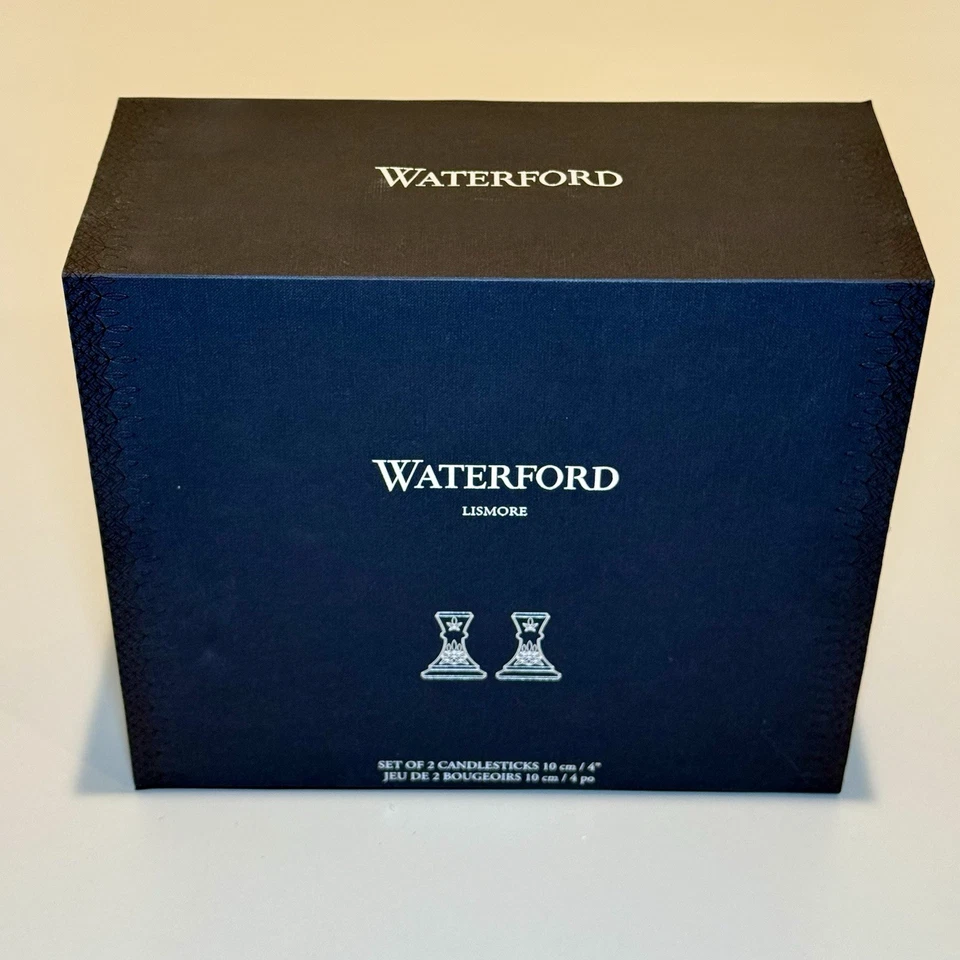 WATERFORD
WATERFORD
LISMORE
SET OF 2 CANDLESTICKS 10 cm / 4"
JEU DE 2 BOUGEOIRS 10 cm / 4 po